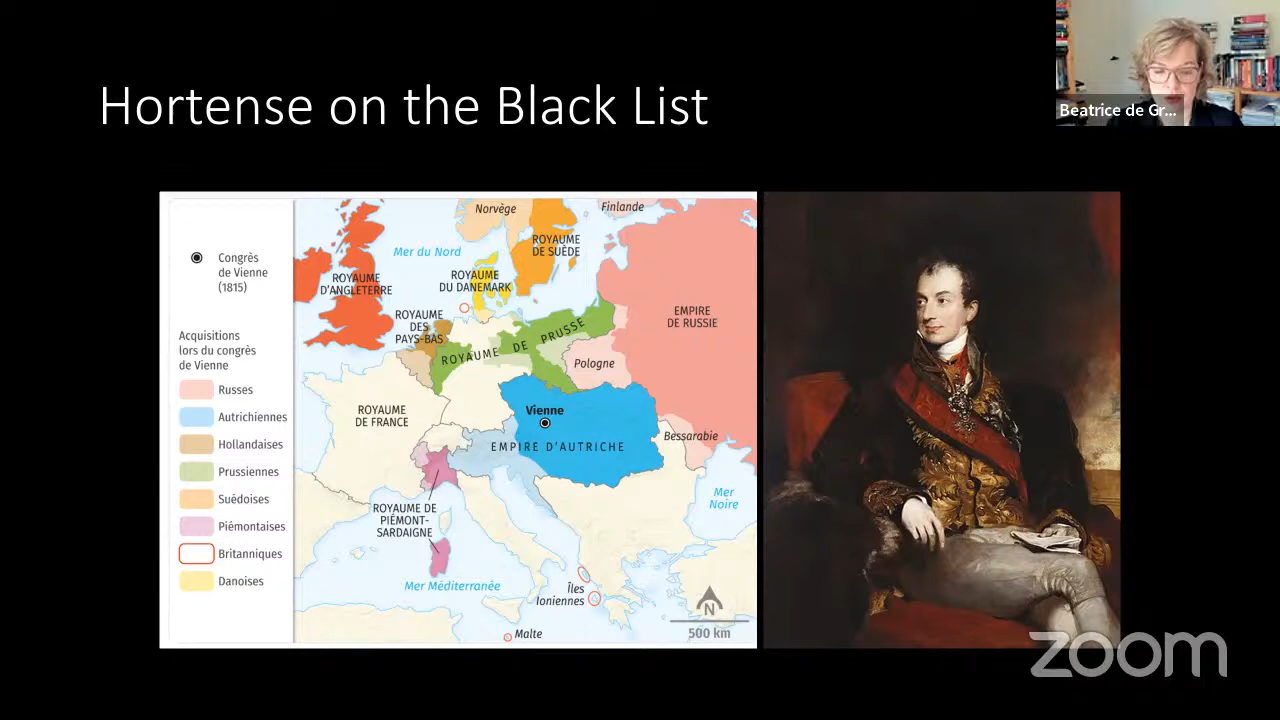 Hortense on the Black List
Beatrice de Gr...
Congrès
de Vienne
(1815)
Acquisitions
lors du congrès
de Vienne
Russes
Autrichiennes
Hollandaises
Prussiennes
Suédoises
Piémontaises
Britanniques
Danoises
Norvège
Finlande
Mer du Nord
ROYAUME
DE SUÈDE
ROYAUME
D'ANGLETERRE
ROYAUME
DU DANEMARK
ROYAUME
DES
PAYS-BAS
ROYAUME DE PRUSSE
EMPIRE
DE RUSSIE
Pologne
ROYAUME
DE FRANCE
Vienne
EMPIRE D'AUTRICHE
Bessarabie
Mer
Noire
ROYAUME DE
PIÉMONT-
SARDAIGNE
Mer Méditerranée
Îles
Ioniennes
Malte
N
500 km
zoom